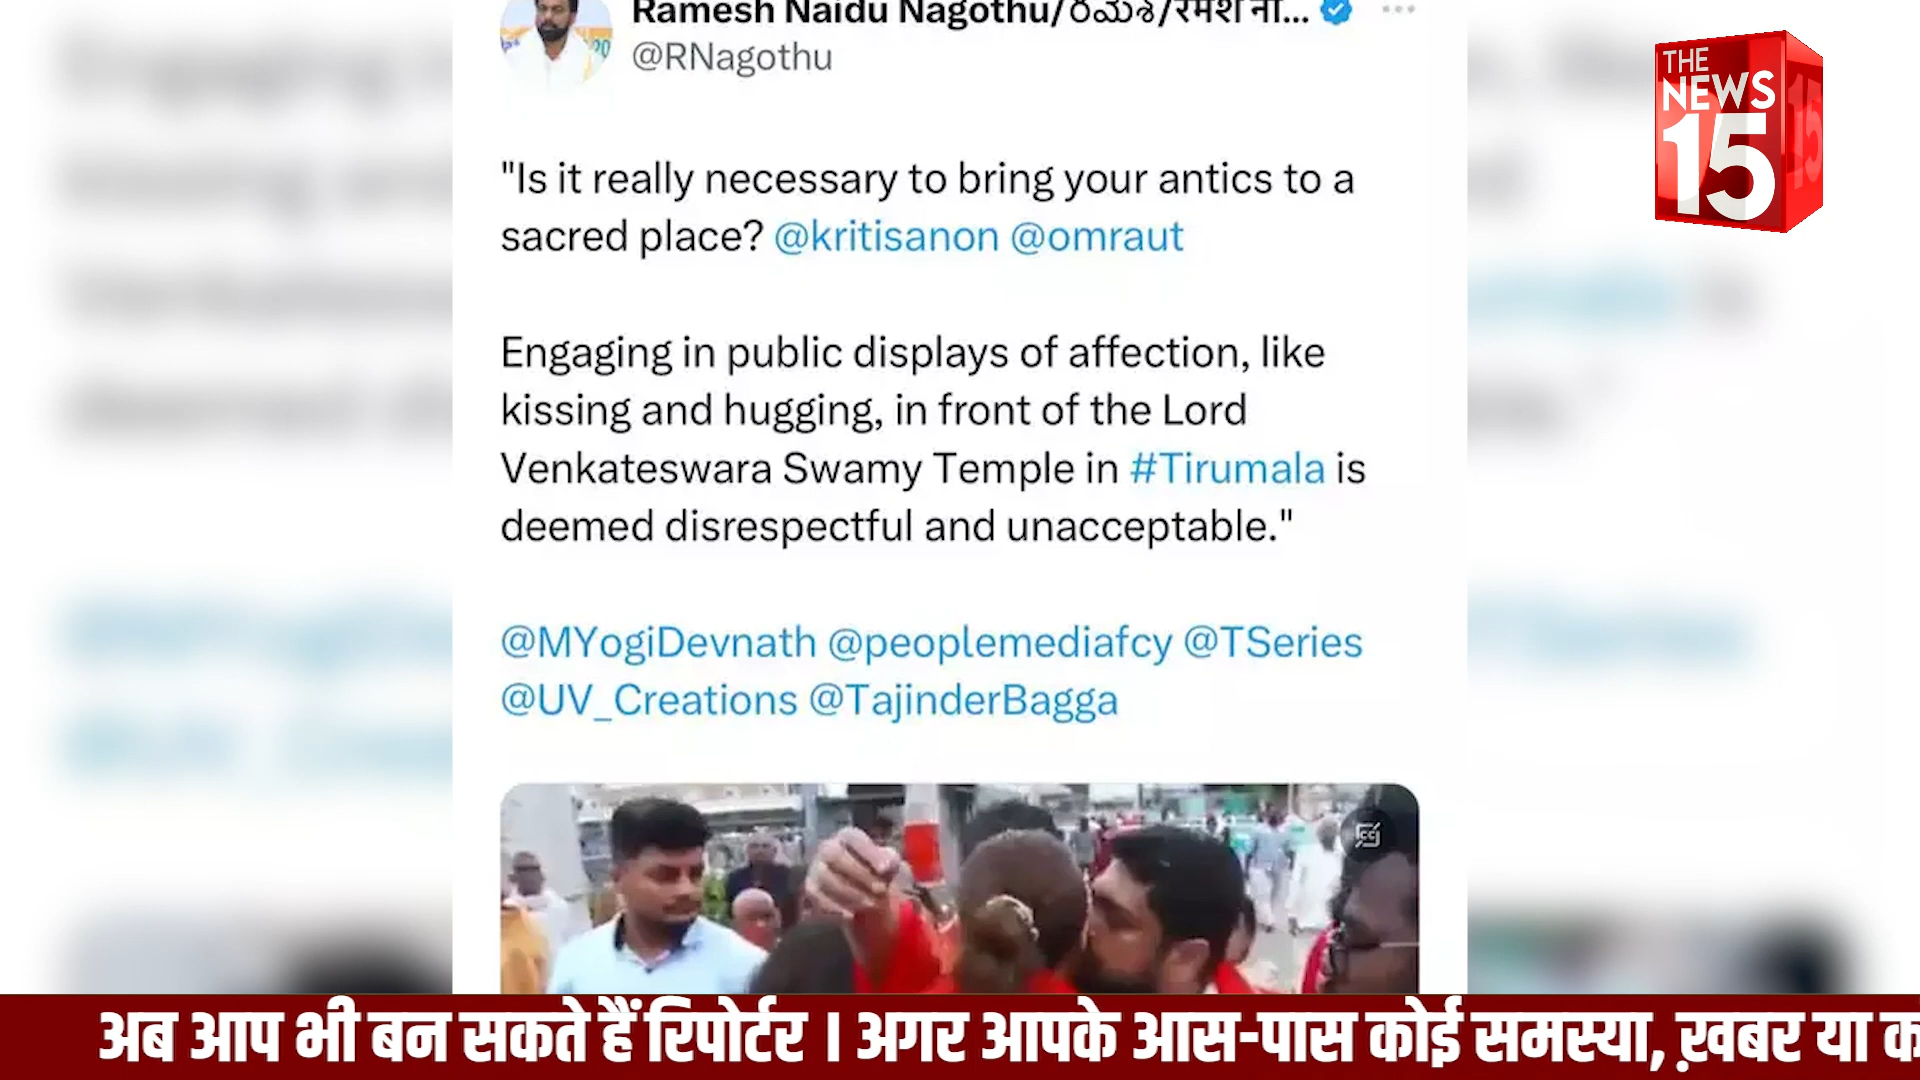 Ramesh Naidu Nagothu/రమేశ/रमेश ना...
@RNagothu
THE
NEWS
15
"Is it really necessary to bring your antics to a
sacred place? @kritisanon @omraut
Engaging in public displays of affection, like
kissing and hugging, in front of the Lord
Venkateswara Swamy Temple in #Tirumala is
deemed disrespectful and unacceptable."
@MYogiDevnath @peoplemediafcy @TSeries
@UV_Creations @TajinderBagga
अब आप भी बन सकते हैं रिपोर्टर । अगर आपके आस-पास कोई समस्या, ख़बर या क